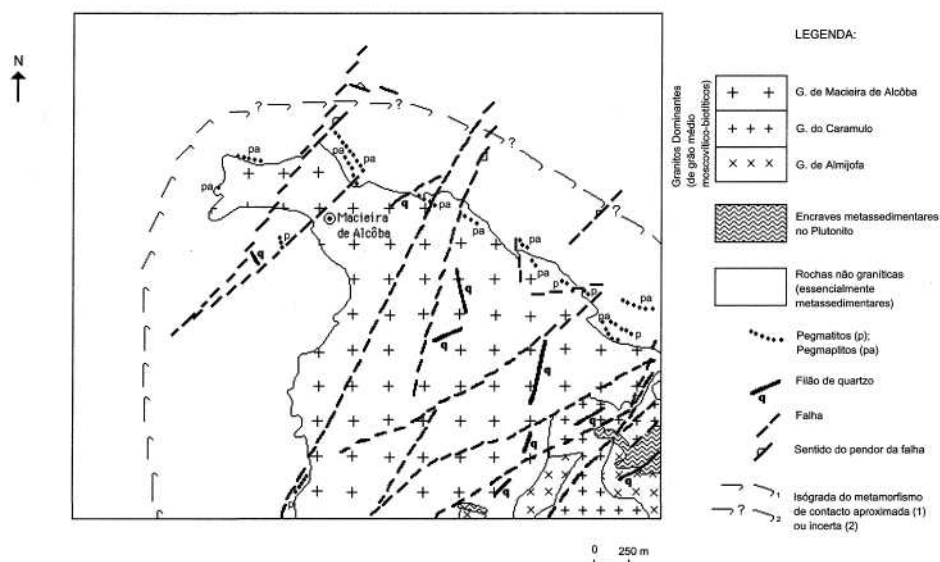 N
LEGENDA:
Granitos Dominantes
(de grão médio
moscovítico-biotíticos)
G. de Macieira de Alcôba
G. do Caramulo
G. de Almijofa
Encraves metassedimentares
no Plutonito
Rochas não graníticas
(essencialmente
metassedimentares)
Pegmatitos (p);
Pegmaplitos (pa)
Filão de quartzo
q
Falha
Sentido do pendor da falha
Isógrada do metamorfismo
de contacto aproximada (1)
ou incerta (2)
1
?
2
?
?
?
?
pa
pa
pa
pa
q
pa
pa
Macieira
de Alcôba
p
q
pa
pa
p
p
pa
pa
p
q
q
q
q
q
q
q
p
0 250 m